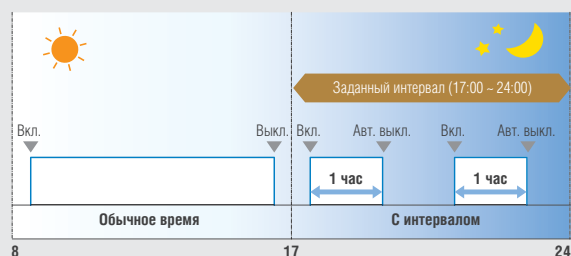 Заданный интервал (17:00 ~ 24:00)
Вкл. Выкл. Вкл. Авт. выкл. Вкл. Авт. выкл.
1 час 1 час
Обычное время С интервалом
8 17 24